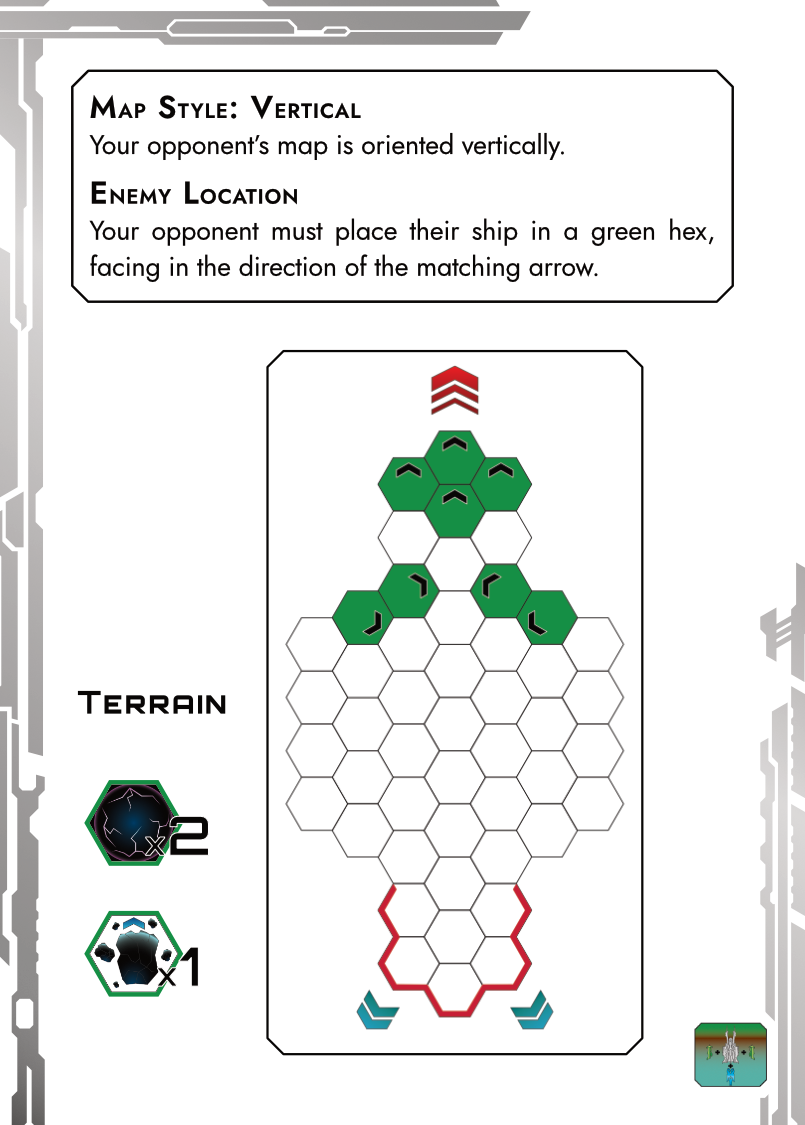 Map Style: Vertical
Your opponent's map is oriented vertically.
Enemy Location
Your opponent must place their ship in a green hex,
facing in the direction of the matching arrow.
Terrain
x2
x1